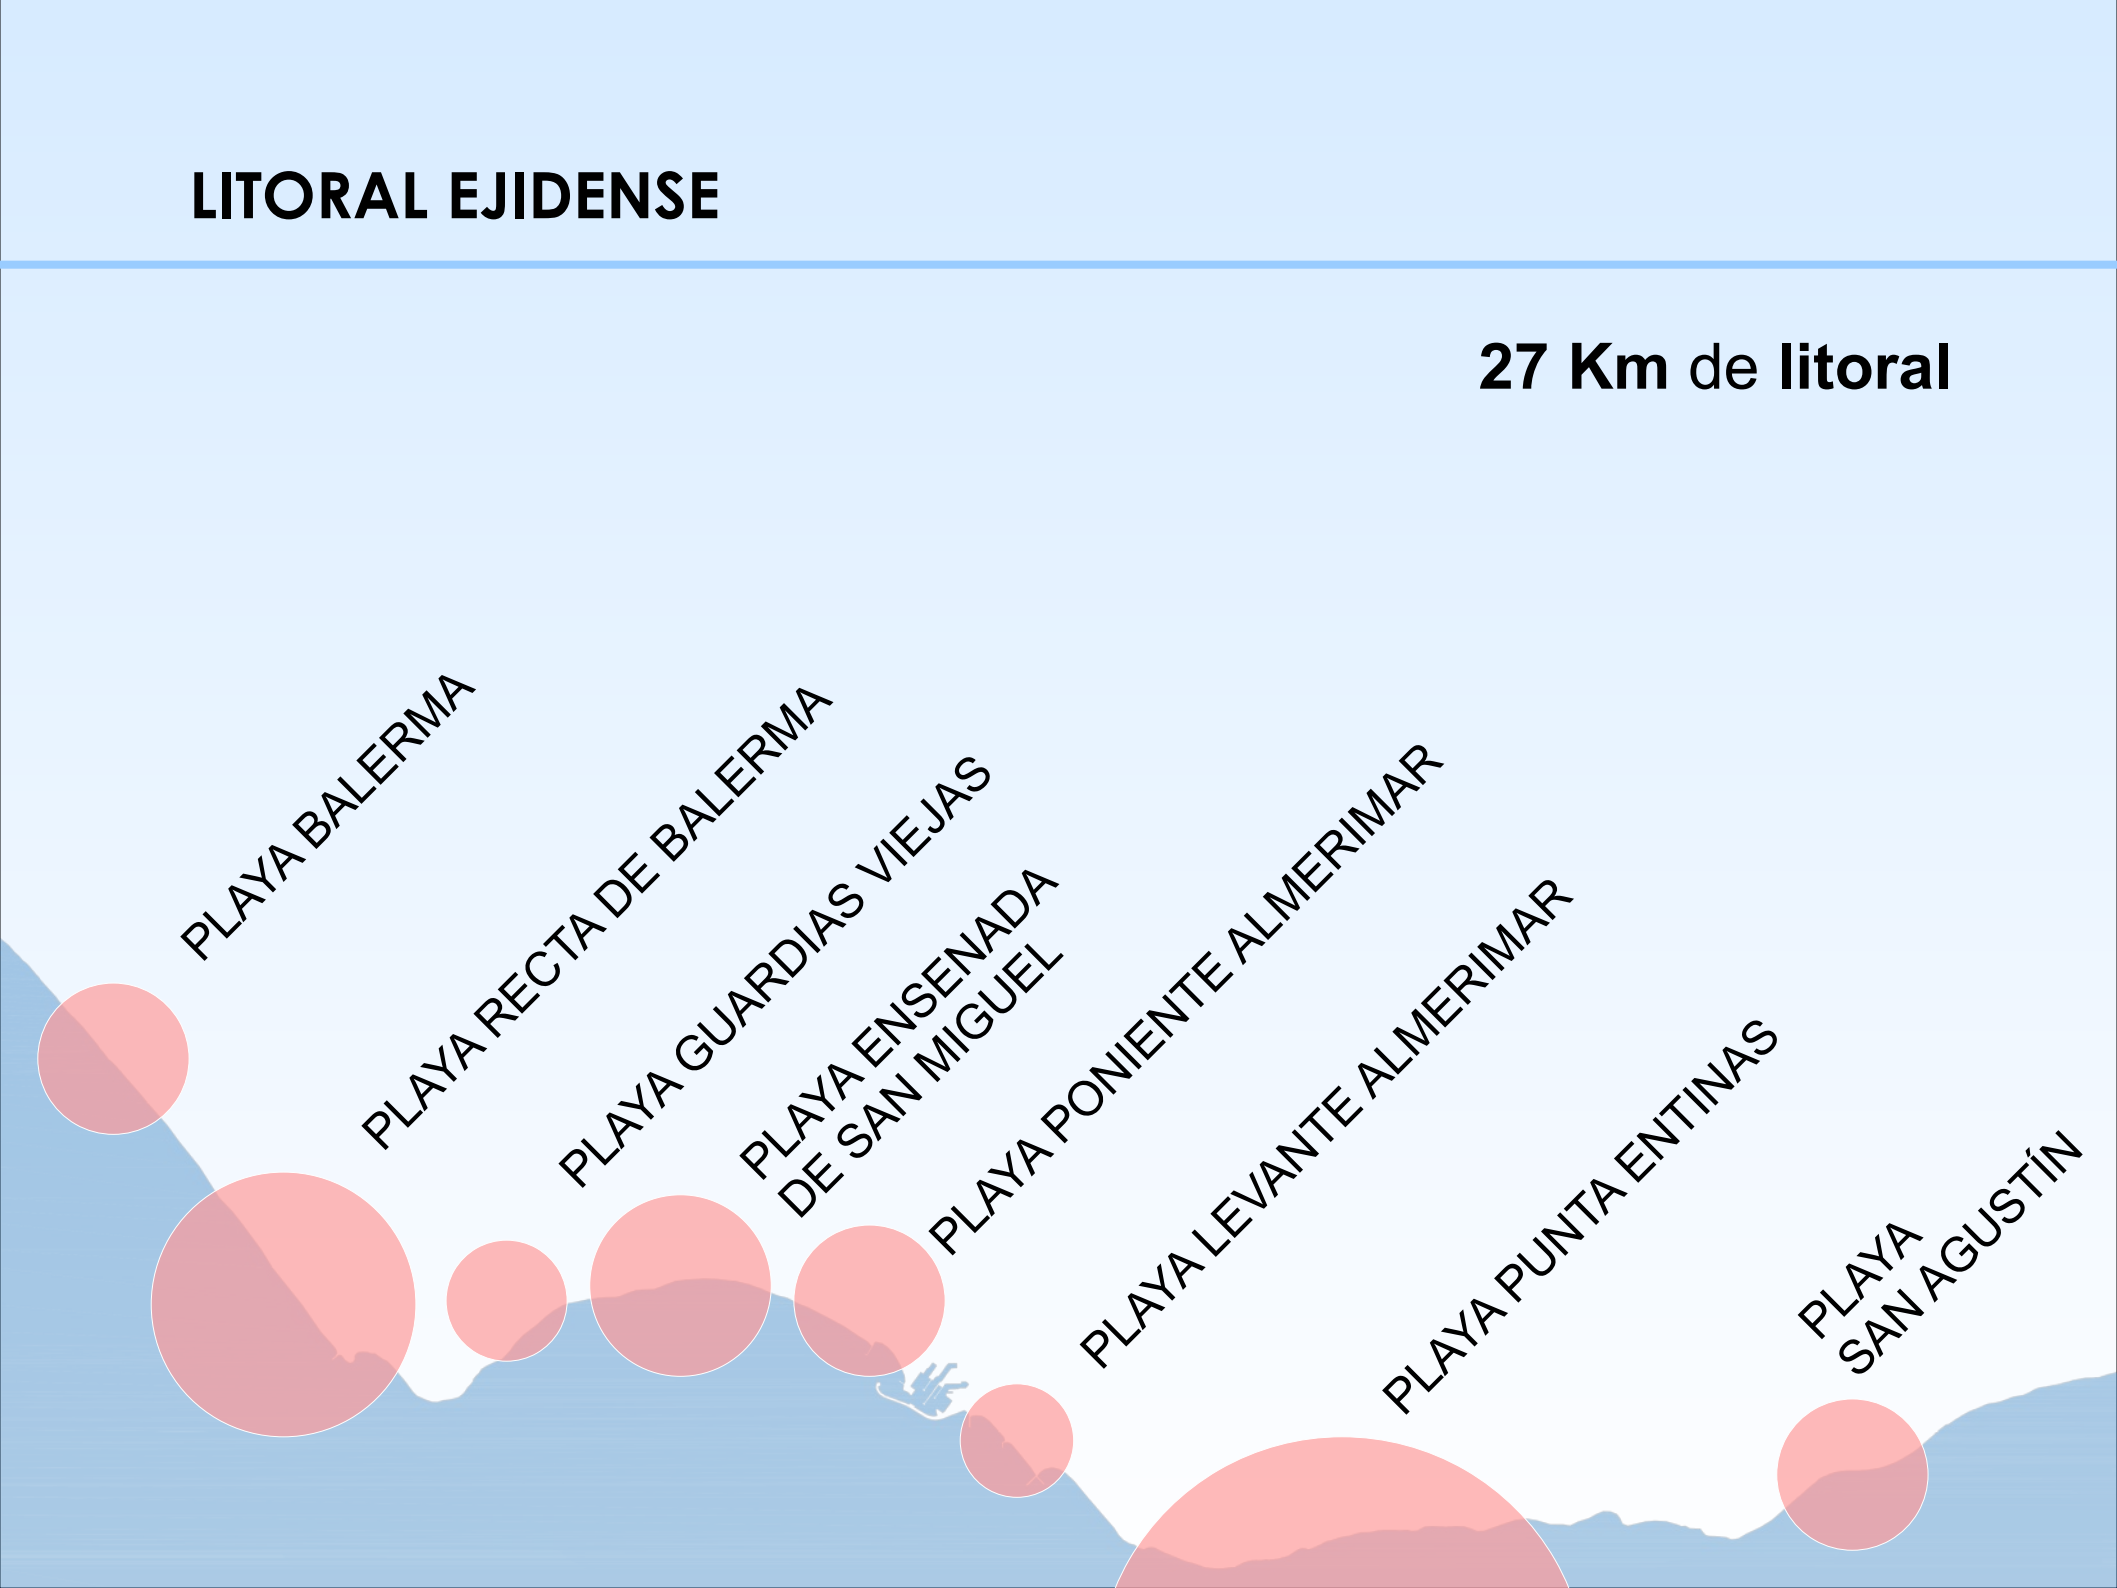 LITORAL EJIDENSE
27 Km de litoral
PLAYA BALERMA
PLAYA RECTA DE BALERMA
PLAYA GUARDIAS VIEJAS
PLAYA ENSENADA
DE SAN MIGUEL
PLAYA PONIENTE ALMERIMAR
PLAYA LEVANTE ALMERIMAR
PLAYA PUNTA ENTINAS
PLAYA
SAN AGUSTÍN